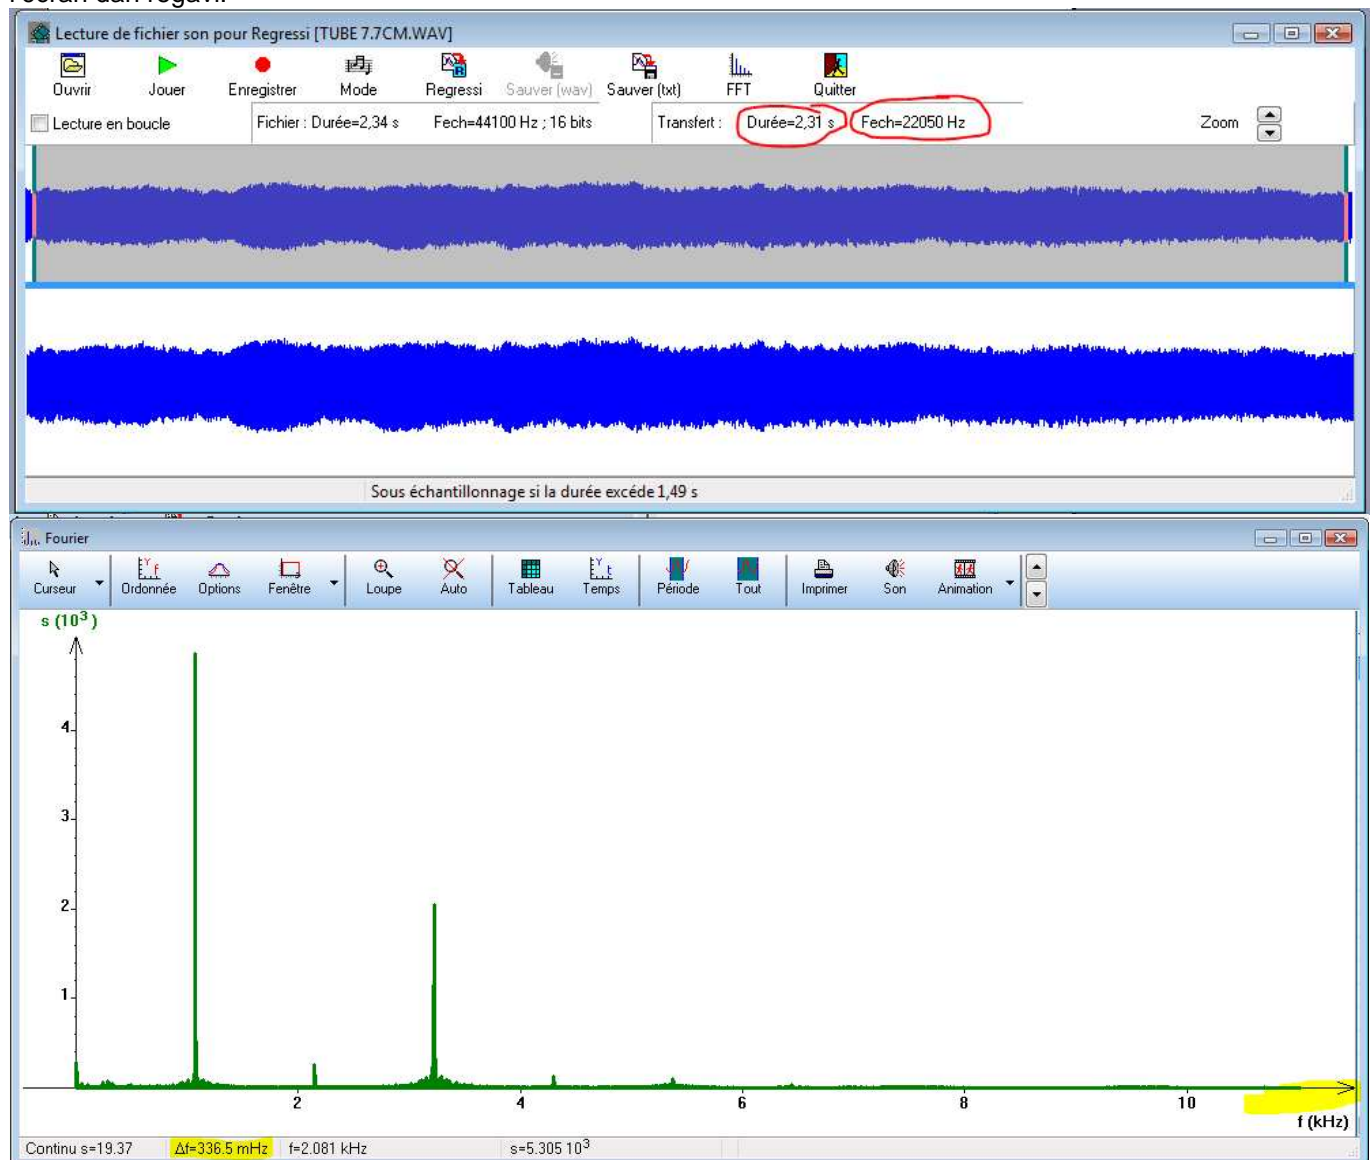 Lecture de fichier son pour Regressi [TUBE 7.7CM.WAV]
Ouvrir Jouer Enregistrer Mode Regressi Sauver (wav) Sauver (txt) FFT Quitter
Lecture en boucle Fichier : Durée=2,34 s Fech=44100 Hz ; 16 bits Transfert : Durée=2,31 s Fech=22050 Hz Zoom
Sous échantillonnage si la durée excéde 1,49 s
Fourier
Curseur Ordonnée Options Fenêtre Loupe Auto Tableau Temps Période Tout Imprimer Son Animation
s (10³)
4
3
2
1
2 4 6 8 10
f (kHz)
Continu s=19.37 Δf=336.5 mHz f=2.081 kHz s=5.305 10³